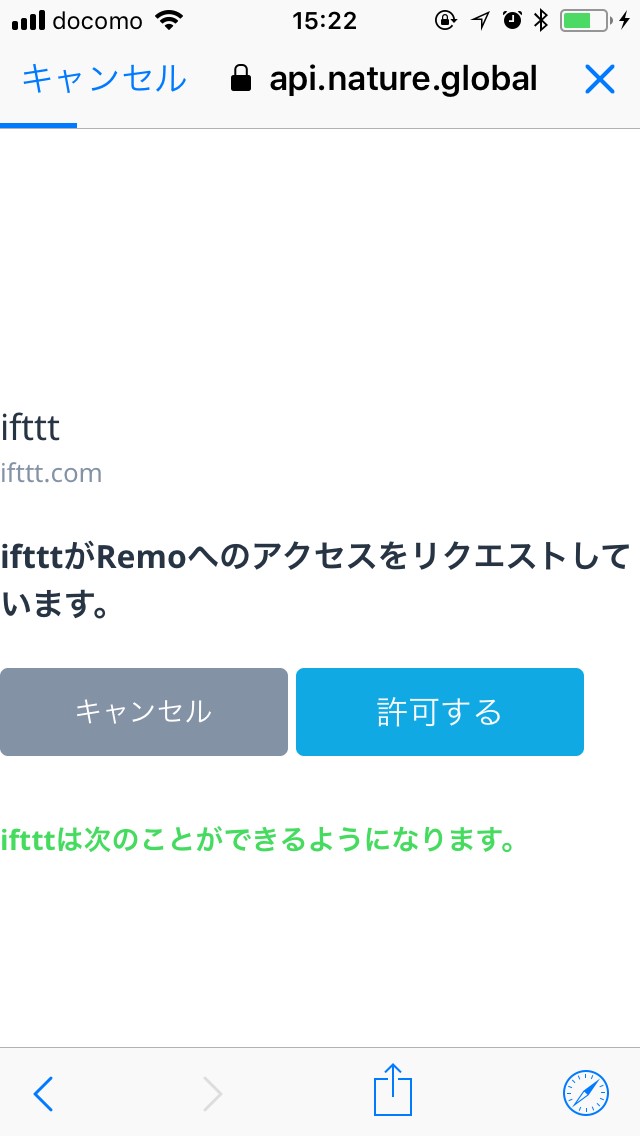 docomo 15:22
キャンセル api.nature.global
ifttt
ifttt.com
iftttがRemoへのアクセスをリクエストして
います。
キャンセル 許可する
iftttは次のことができるようになります。